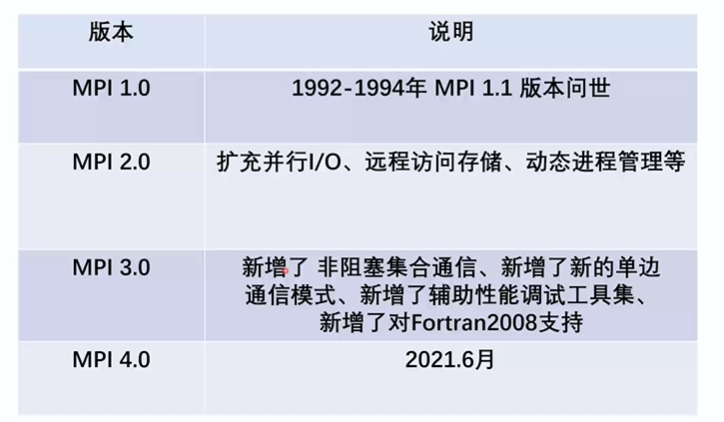 版本 说明
MPI 1.0 1992-1994年 MPI 1.1 版本问世
MPI 2.0 扩充并行I/O、远程访问存储、动态进程管理等
MPI 3.0 新增了 非阻塞集合通信、新增了新的单边
通信模式、新增了辅助性能调试工具集、
新增了对Fortran2008支持
MPI 4.0 2021.6月